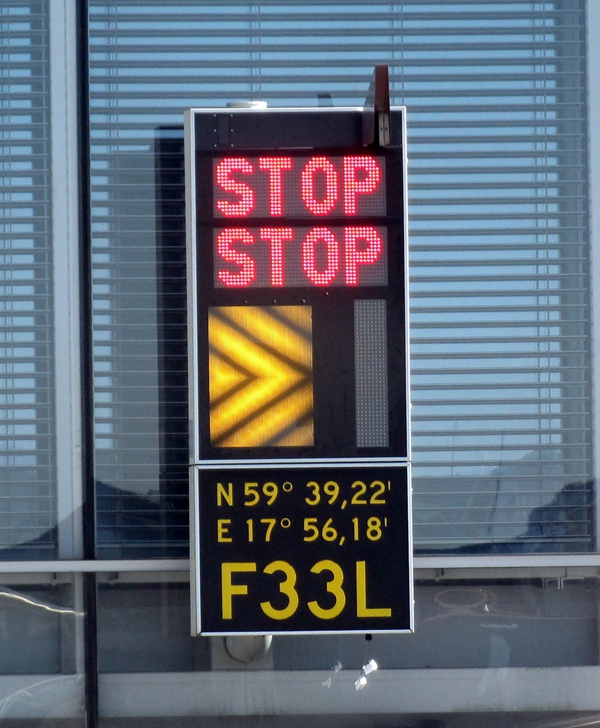 STOP
STOP
N 59° 39,22'
E 17° 56,18'
F33L